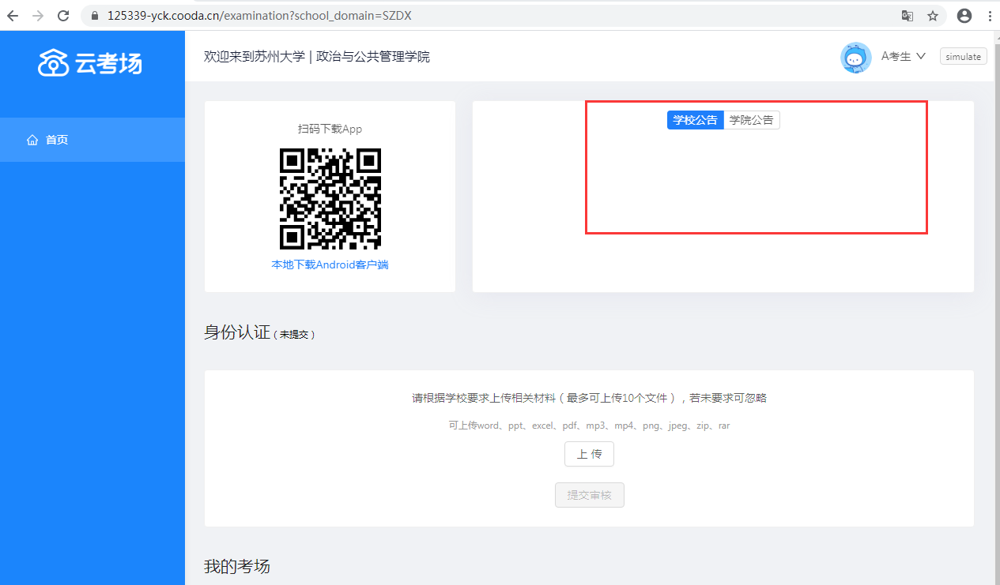 125339-yck.cooda.cn/examination?school_domain=SZDX
云考场
欢迎来到苏州大学 | 政治与公共管理学院
A考生
simulate
首页
扫码下载App
本地下载Android客户端
学校公告
学院公告
身份认证（未提交）
请根据学校要求上传相关材料（最多可上传10个文件），若未要求可忽略
可上传word、ppt、excel、pdf、mp3、mp4、png、jpeg、zip、rar
上 传
提交审核
我的考场